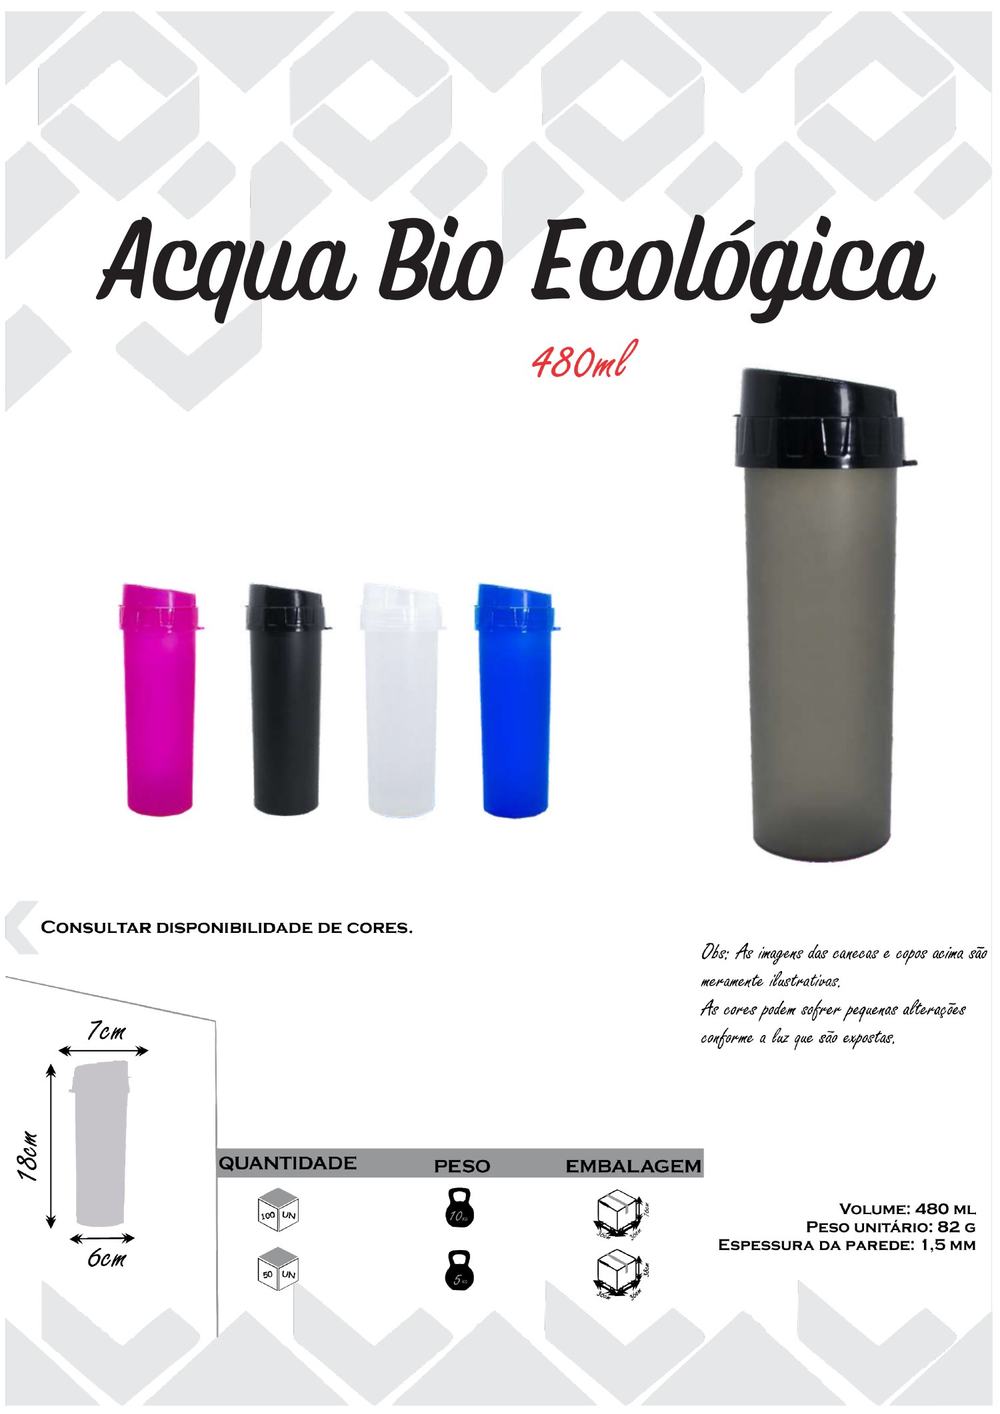 Acqua Bio Ecológica
480ml
CONSULTAR DISPONIBILIDADE DE CORES.
Obs: As imagens das canecas e copos acima são
meramente ilustrativas.
As cores podem sofrer pequenas alterações
conforme a luz que são expostas.
7cm
18cm
6cm
QUANTIDADE PESO EMBALAGEM
100 UN 10KG
50 UN 5KG
VOLUME: 480 ML
PESO UNITÁRIO: 82 G
ESPESSURA DA PAREDE: 1,5 MM